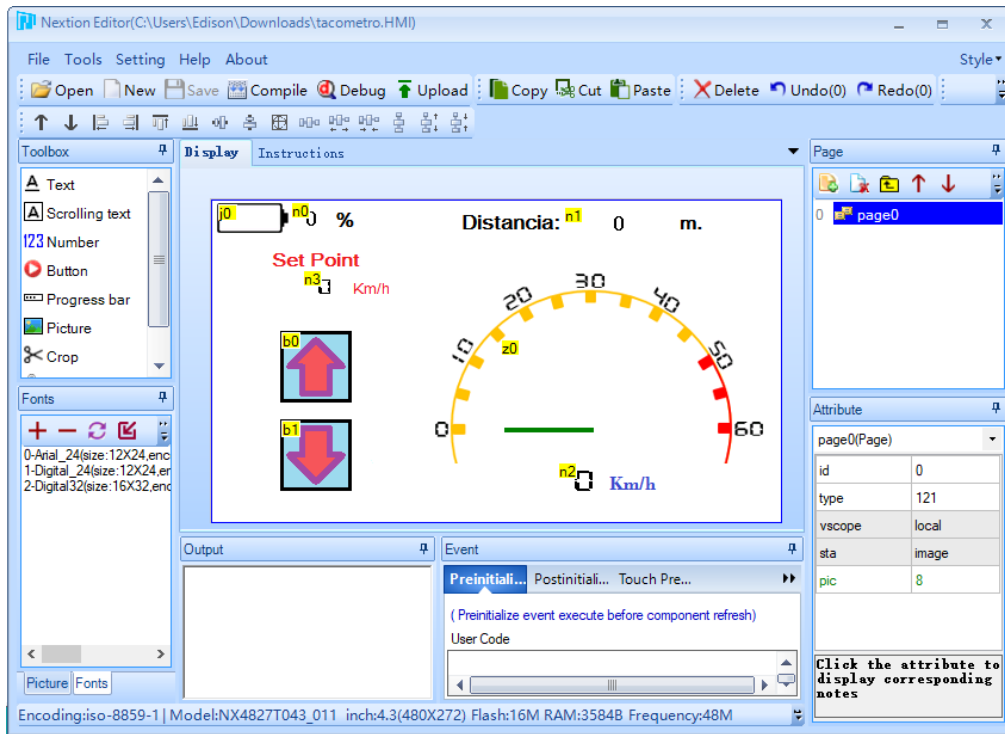 Nextion Editor(C:\Users\Edison\Downloads\tacometro.HMI)
File Tools Setting Help About Style
Open New Save Compile Debug Upload Copy Cut Paste Delete Undo(0) Redo(0)
Toolbox
A Text
A Scrolling text
123 Number
Button
Progress bar
Picture
Crop
Fonts
0-Arial_24(size:12X24,enc
1-Digital_24(size:12X24,er
2-Digital32(size:16X32,enc
Picture Fonts
Display Instructions
j0 n0 0 % Distancia: n1 0 m.
Set Point
n3 0 Km/h
b0
b1
0 10 20 30 40 50 60
z0
n2 0 Km/h
Output
Event
Preinitiali... Postinitiali... Touch Pre...
( Preinitialize event execute before component refresh)
User Code
Page
0 page0
Attribute
page0(Page)
id 0
type 121
vscope local
sta image
pic 8
Click the attribute to
display corresponding
notes
Encoding:iso-8859-1 | Model:NX4827T043_011 inch:4.3(480X272) Flash:16M RAM:3584B Frequency:48M